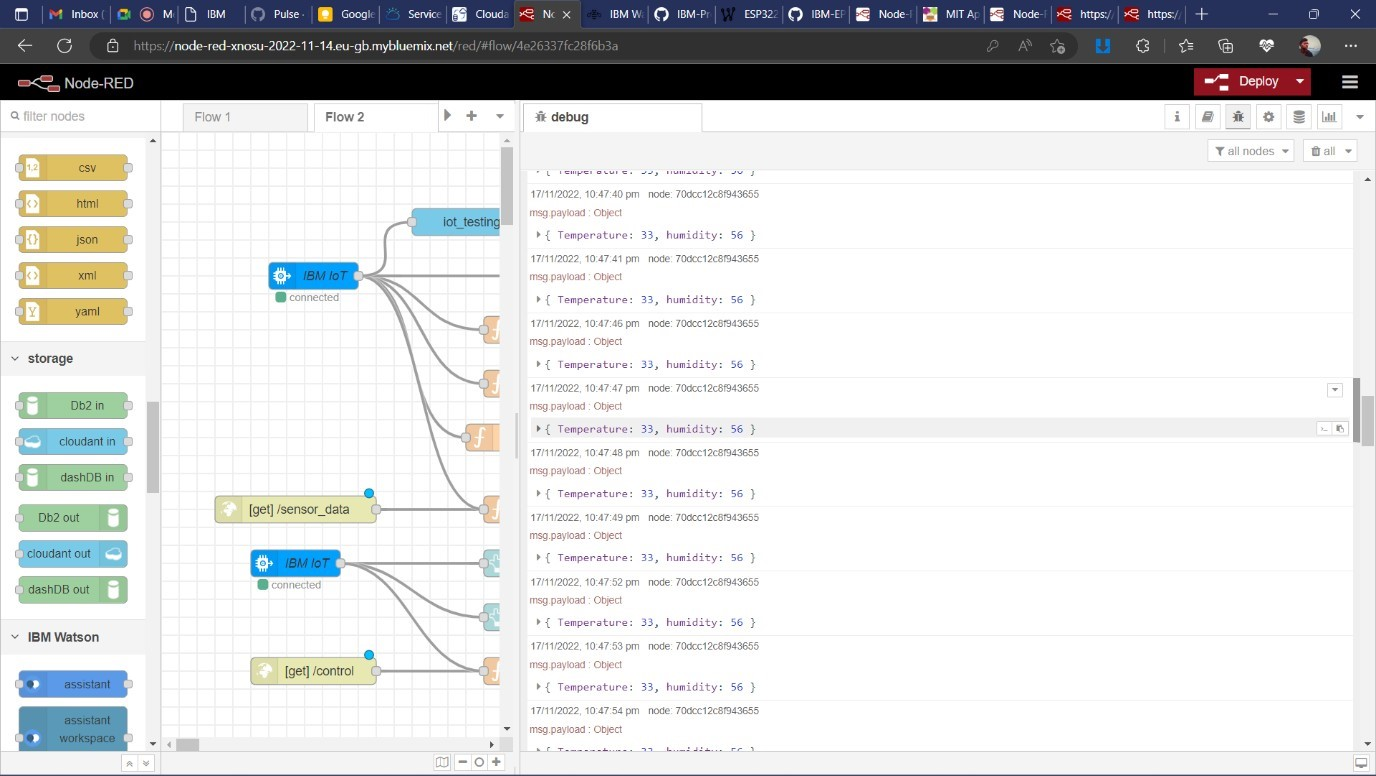 Inbox (
M
IBM
Pulse -
Google
Service
Clouda
No
IBM W
IBM-Pr
ESP322
IBM-EP
Node-
MIT Ap
Node-
https:/
https:/
https://node-red-xnosu-2022-11-14.eu-gb.mybluemix.net/red/#flow/4e26337fc28f6b3a
Node-RED
Deploy
filter nodes
Flow 1
Flow 2
debug
all nodes
all
csv
html
json
xml
yaml
storage
Db2 in
cloudant in
dashDB in
Db2 out
cloudant out
dashDB out
IBM Watson
assistant
assistant
workspace
iot_testing
IBM IoT
connected
[get] /sensor_data
IBM IoT
connected
[get] /control
{ Temperature: 33, humidity: 56 }
17/11/2022, 10:47:40 pm node: 70dcc12c8f943655
msg.payload : Object
{ Temperature: 33, humidity: 56 }
17/11/2022, 10:47:41 pm node: 70dcc12c8f943655
msg.payload : Object
{ Temperature: 33, humidity: 56 }
17/11/2022, 10:47:46 pm node: 70dcc12c8f943655
msg.payload : Object
{ Temperature: 33, humidity: 56 }
17/11/2022, 10:47:47 pm node: 70dcc12c8f943655
msg.payload : Object
{ Temperature: 33, humidity: 56 }
17/11/2022, 10:47:48 pm node: 70dcc12c8f943655
msg.payload : Object
{ Temperature: 33, humidity: 56 }
17/11/2022, 10:47:49 pm node: 70dcc12c8f943655
msg.payload : Object
{ Temperature: 33, humidity: 56 }
17/11/2022, 10:47:52 pm node: 70dcc12c8f943655
msg.payload : Object
{ Temperature: 33, humidity: 56 }
17/11/2022, 10:47:53 pm node: 70dcc12c8f943655
msg.payload : Object
{ Temperature: 33, humidity: 56 }
17/11/2022, 10:47:54 pm node: 70dcc12c8f943655
msg.payload : Object
{ Temperature: 33, humidity: 56 }